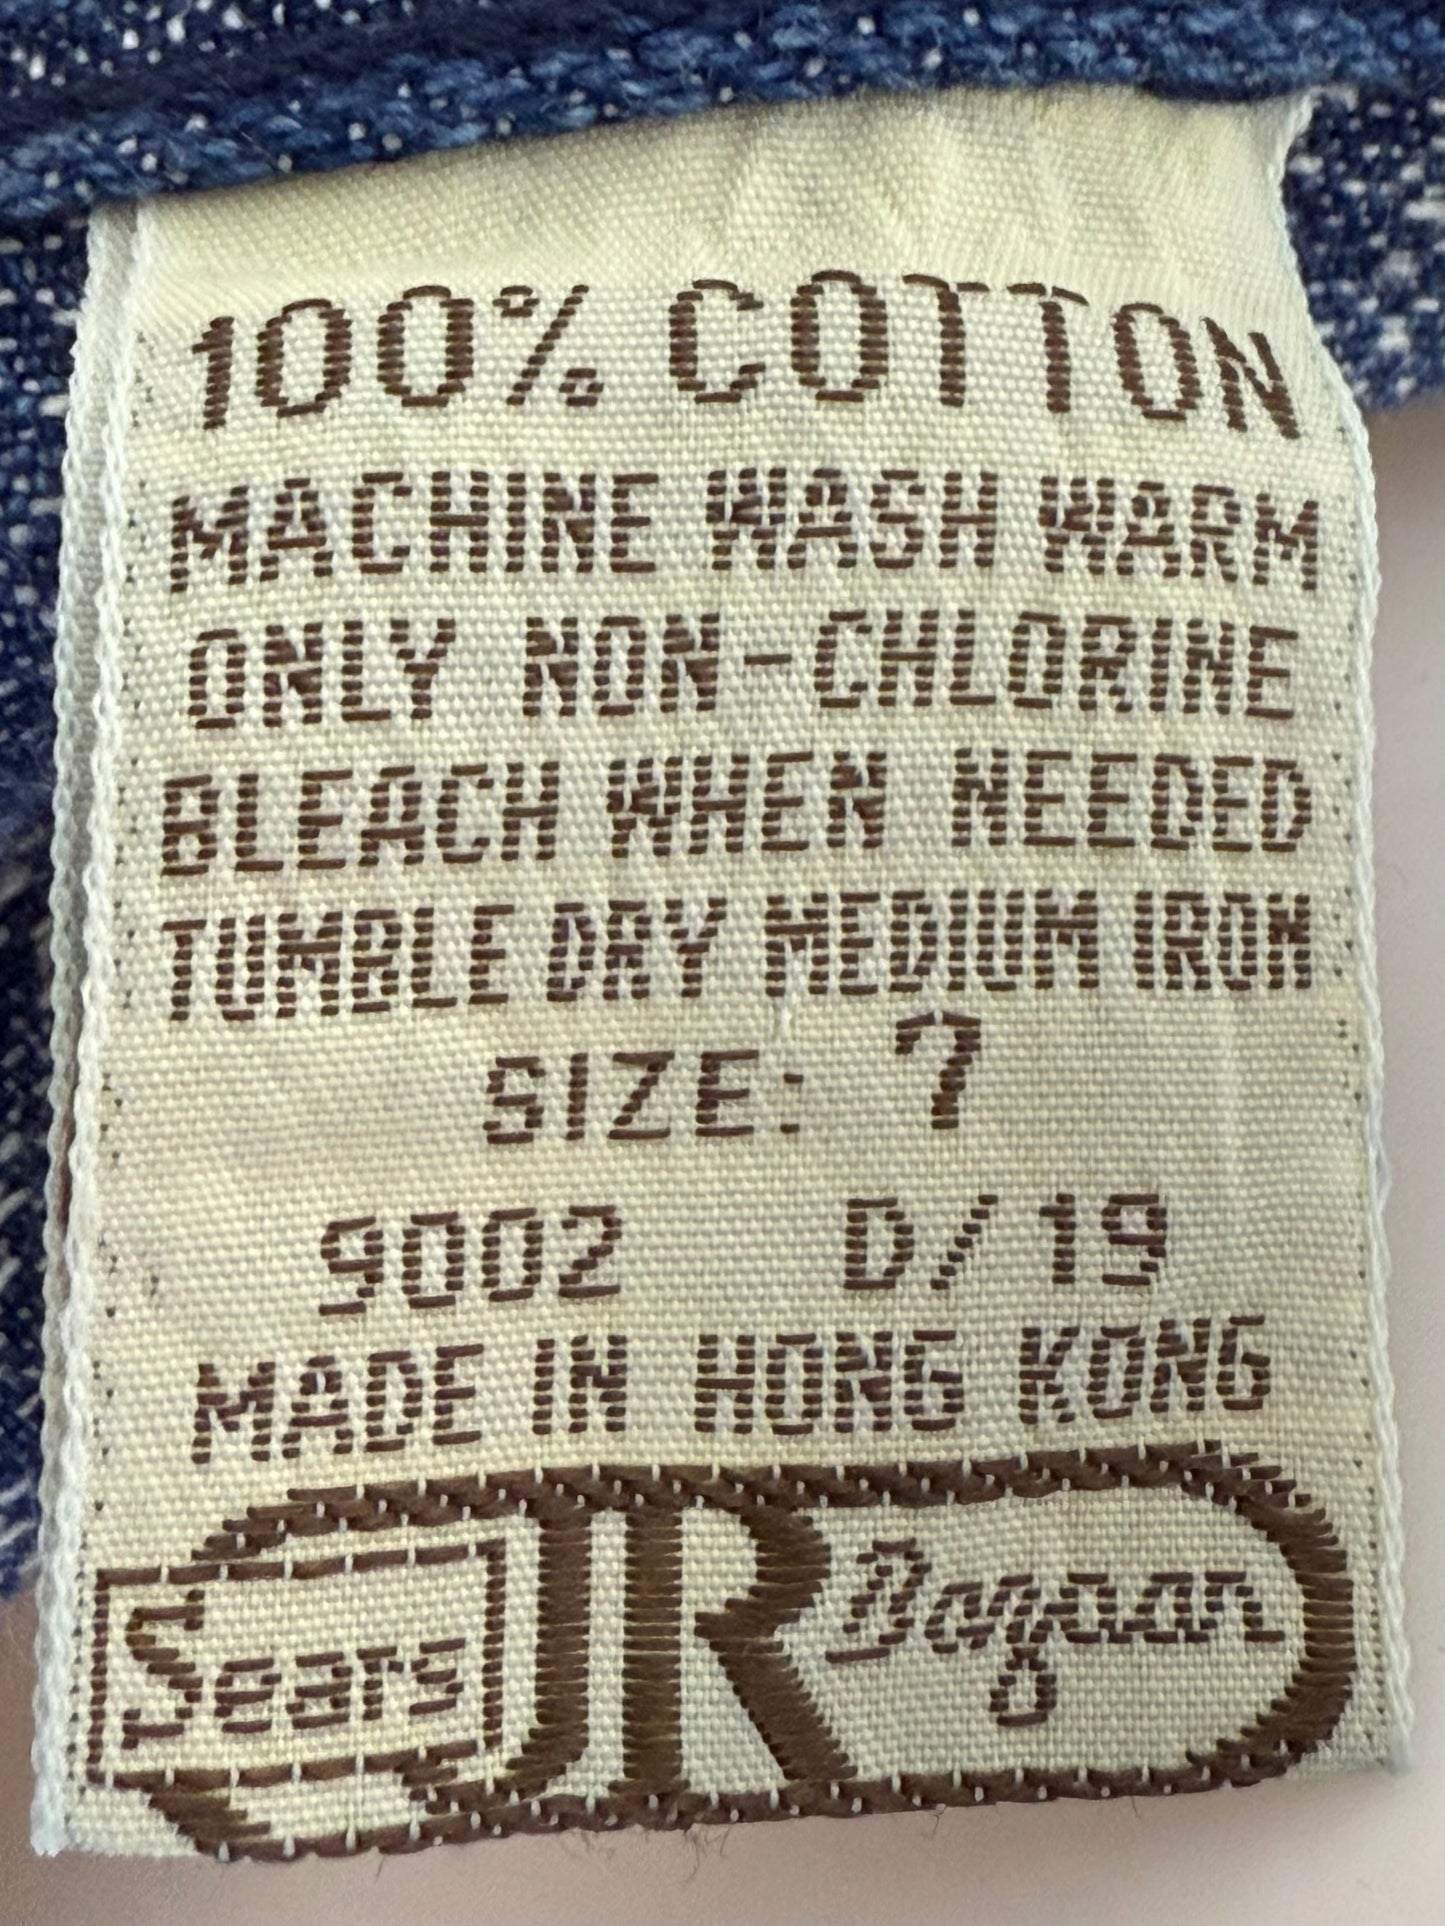 100% COTTON
MACHINE WASH WARM
ONLY NON-CHLORINE
BLEACH WHEN NEEDED
TUMBLE DRY MEDIUM IRON
SIZE: 7
9002 D/19
MADE IN HONG KONG
Sears JR Bazaar